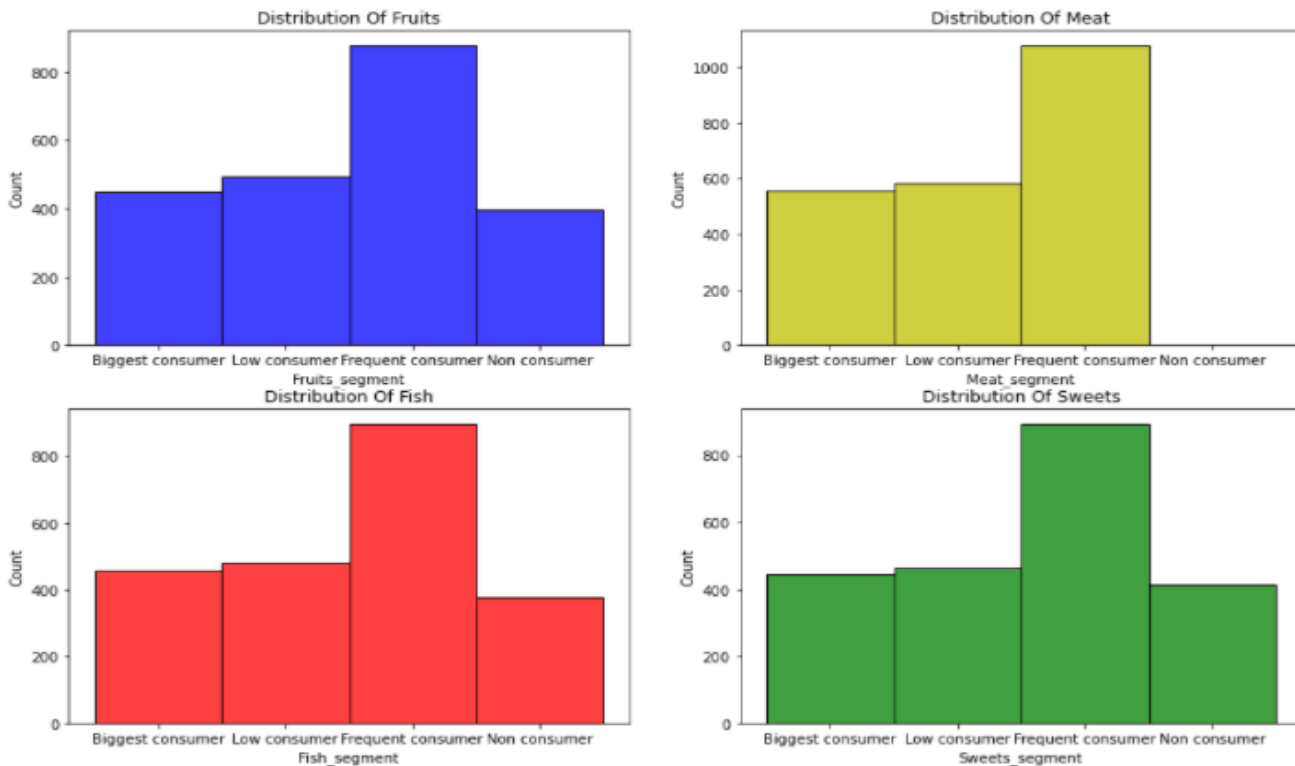 Distribution Of Fruits
Count
800
600
400
200
0
Biggest consumer Low consumer Frequent consumer Non consumer
Fruits_segment
Distribution Of Meat
Count
1000
800
600
400
200
0
Biggest consumer Low consumer Frequent consumer Non consumer
Meat_segment
Distribution Of Fish
Count
800
600
400
200
0
Biggest consumer Low consumer Frequent consumer Non consumer
Fish_segment
Distribution Of Sweets
Count
800
600
400
200
0
Biggest consumer Low consumer Frequent consumer Non consumer
Sweets_segment